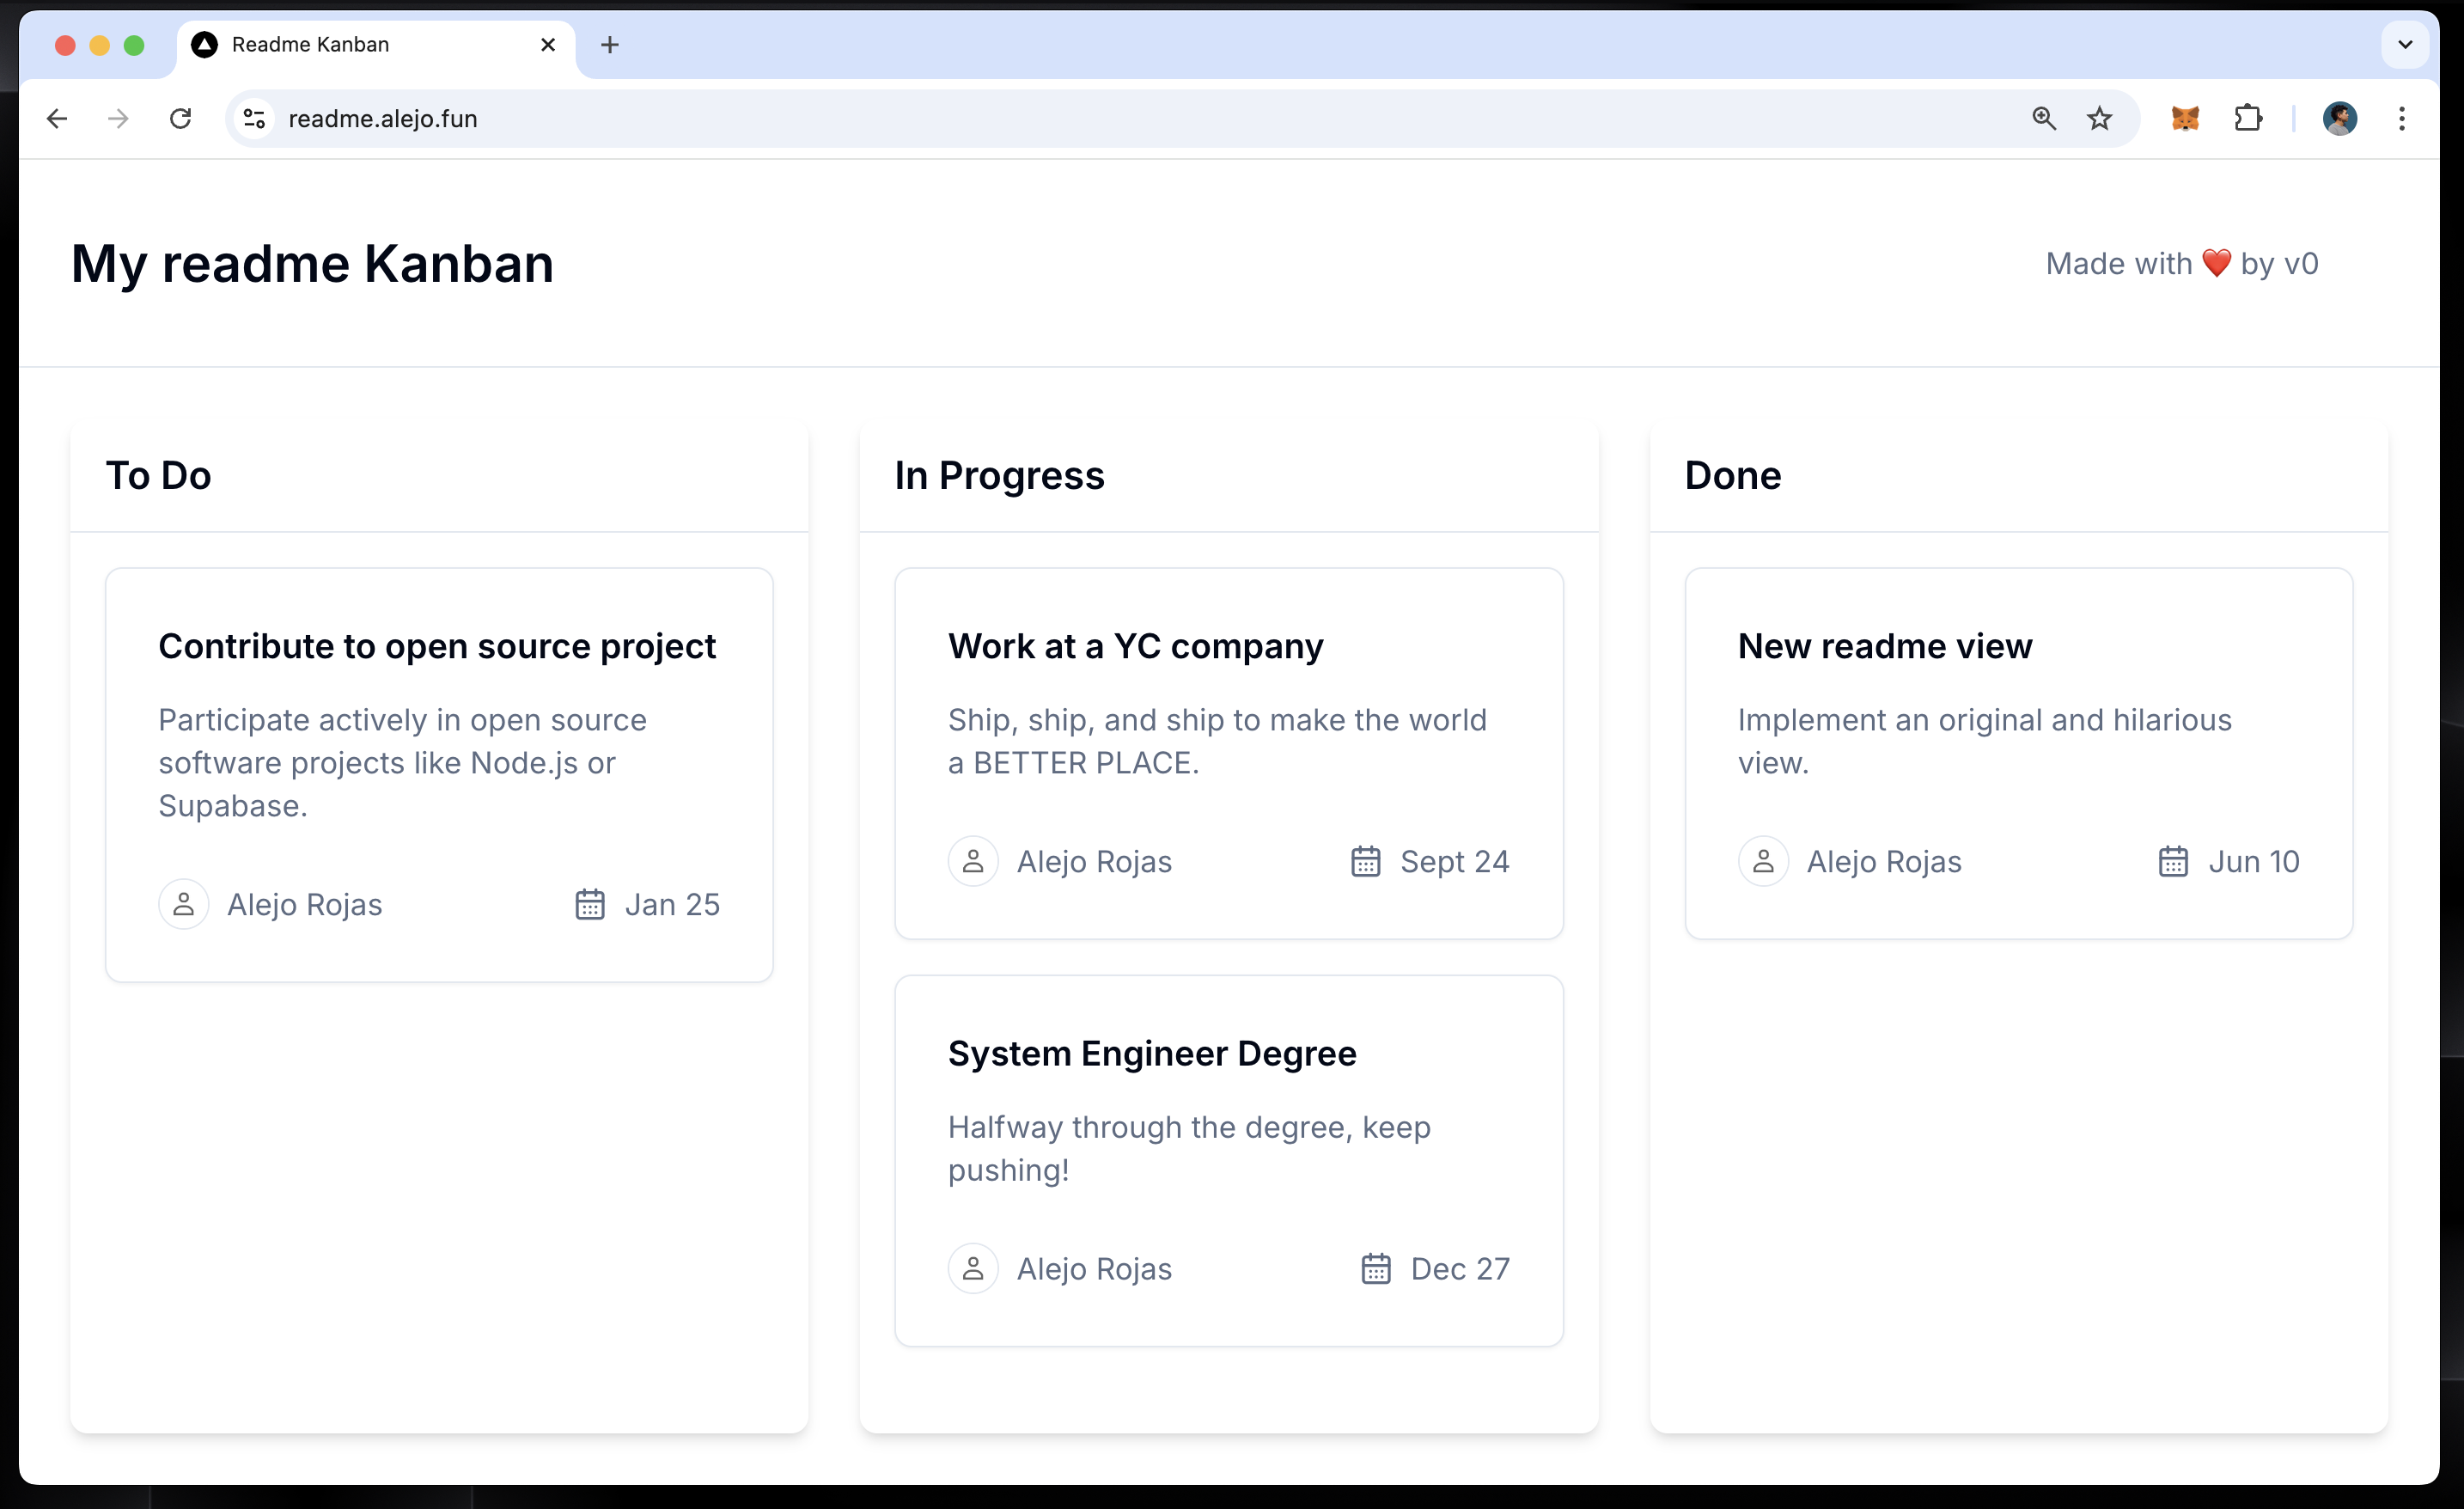 Readme Kanban
readme.alejo.fun
My readme Kanban
Made with ❤️ by v0
To Do
Contribute to open source project
Participate actively in open source
software projects like Node.js or
Supabase.
Alejo Rojas
Jan 25
In Progress
Work at a YC company
Ship, ship, and ship to make the world
a BETTER PLACE.
Alejo Rojas
Sept 24
System Engineer Degree
Halfway through the degree, keep
pushing!
Alejo Rojas
Dec 27
Done
New readme view
Implement an original and hilarious
view.
Alejo Rojas
Jun 10